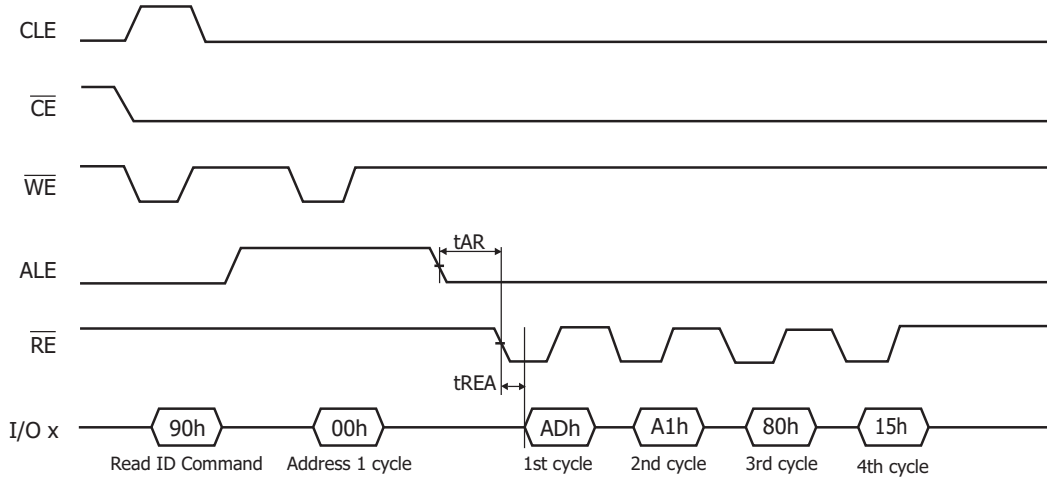 CLE
CE
WE
ALE
tAR
RE
tREA
I/O x
90h 00h ADh A1h 80h 15h
Read ID Command Address 1 cycle 1st cycle 2nd cycle 3rd cycle 4th cycle